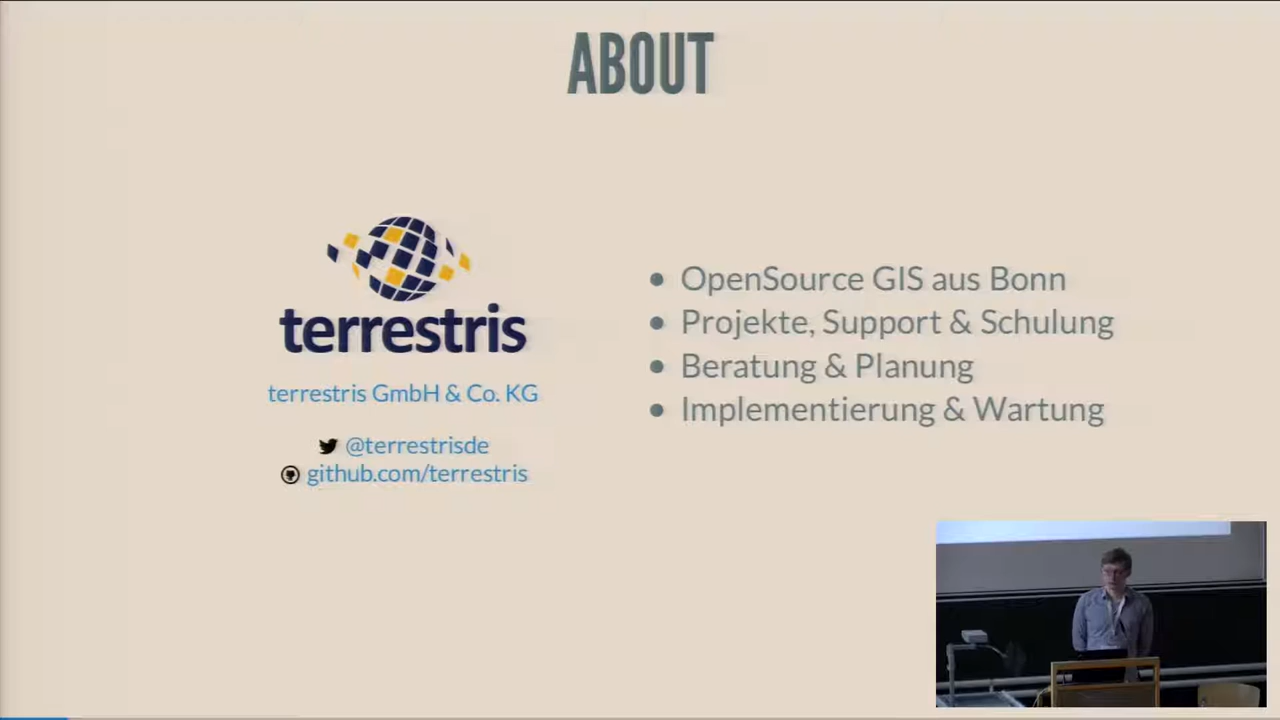 ABOUT
terrestris
terrestris GmbH & Co. KG
@terrestrisde
github.com/terrestris
OpenSource GIS aus Bonn
Projekte, Support & Schulung
Beratung & Planung
Implementierung & Wartung